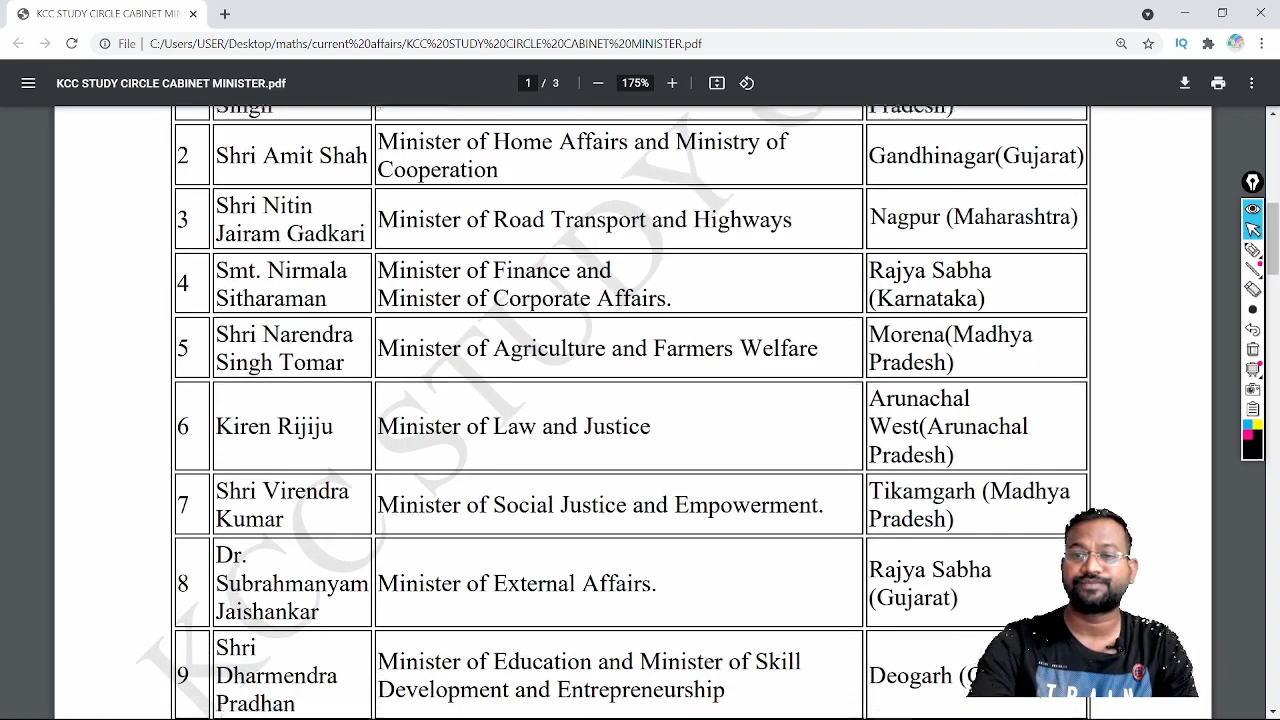 KCC STUDY CIRCLE CABINET MIN
File
C:/Users/USER/Desktop/maths/current%20affairs/KCC%20STUDY%20CIRCLE%20CABINET%20MINISTER.pdf
IQ
KCC STUDY CIRCLE CABINET MINISTER.pdf
1 / 3
175%
Singh
Pradesh)
2
Shri Amit Shah
Minister of Home Affairs and Ministry of
Cooperation
Gandhinagar(Gujarat)
3
Shri Nitin
Jairam Gadkari
Minister of Road Transport and Highways
Nagpur (Maharashtra)
4
Smt. Nirmala
Sitharaman
Minister of Finance and
Minister of Corporate Affairs.
Rajya Sabha
(Karnataka)
5
Shri Narendra
Singh Tomar
Minister of Agriculture and Farmers Welfare
Morena(Madhya
Pradesh)
6
Kiren Rijiju
Minister of Law and Justice
Arunachal
West(Arunachal
Pradesh)
7
Shri Virendra
Kumar
Minister of Social Justice and Empowerment.
Tikamgarh (Madhya
Pradesh)
8
Dr.
Subrahmanyam
Jaishankar
Minister of External Affairs.
Rajya Sabha
(Gujarat)
9
Shri
Dharmendra
Pradhan
Minister of Education and Minister of Skill
Development and Entrepreneurship
Deogarh (
KCC STUDY C
TRAIN